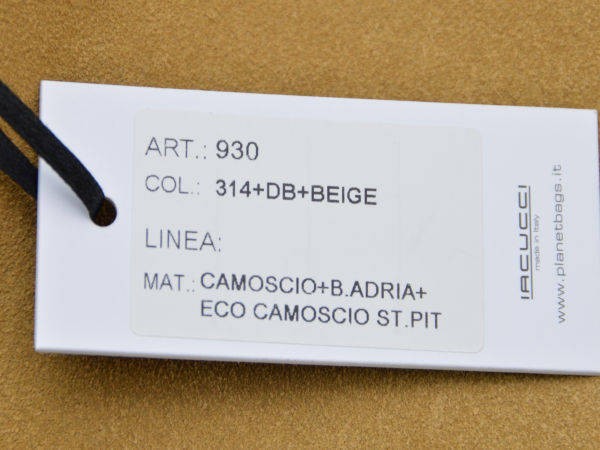 ART.: 930
COL.: 314+DB+BEIGE
LINEA:
MAT.: CAMOSCIO+B.ADRIA+
ECO CAMOSCIO ST.PIT
IACUCCI
made in Italy
www.planetbags.it